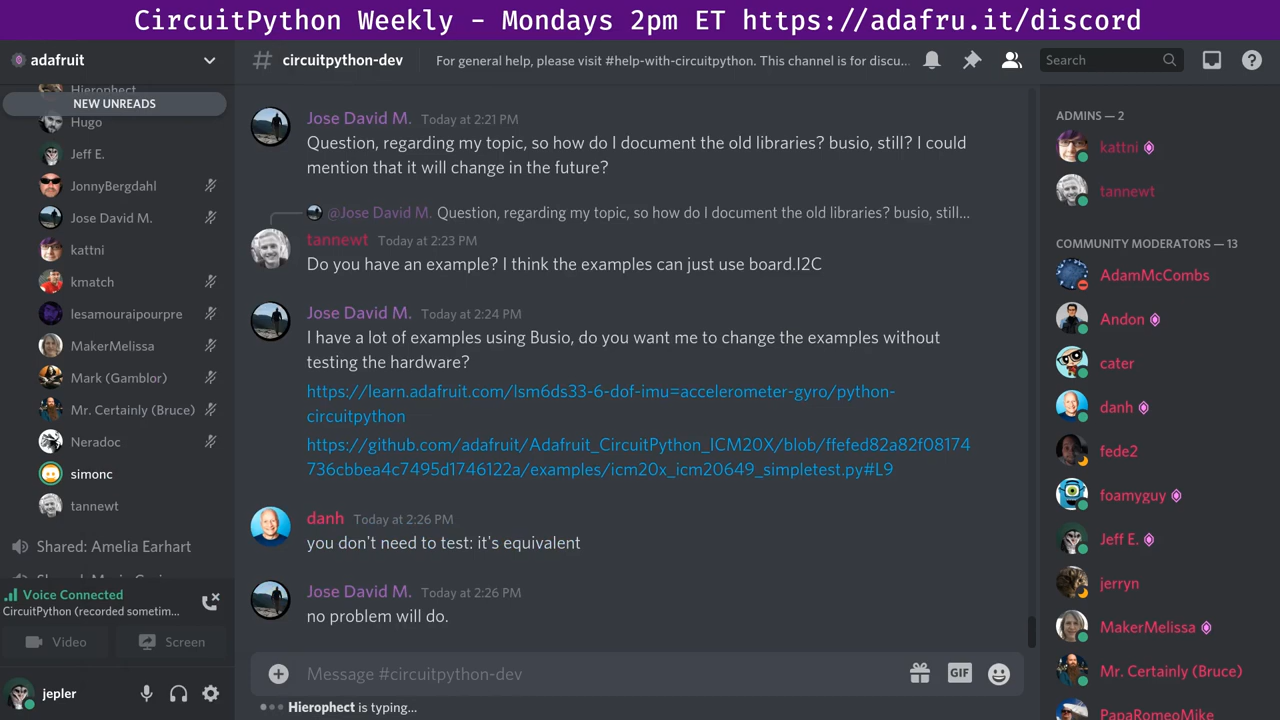 CircuitPython Weekly - Mondays 2pm ET https://adafru.it/discord
adafruit
Hierophect
NEW UNREADS
Hugo
Jeff E.
JonnyBergdahl
Jose David M.
kattni
kmatch
lesamouraipourpre
MakerMelissa
Mark (Gamblor)
Mr. Certainly (Bruce)
Neradoc
simonc
tannewt
Shared: Amelia Earhart
Voice Connected
CircuitPython (recorded sometim...
Video
Screen
jepler
# circuitpython-dev
For general help, please visit #help-with-circuitpython. This channel is for discu...
Search
Jose David M. Today at 2:21 PM
Question, regarding my topic, so how do I document the old libraries? busio, still? I could
mention that it will change in the future?
@Jose David M. Question, regarding my topic, so how do I document the old libraries? busio, still...
tannewt Today at 2:23 PM
Do you have an example? I think the examples can just use board.I2C
Jose David M. Today at 2:24 PM
I have a lot of examples using Busio, do you want me to change the examples without
testing the hardware?
https://learn.adafruit.com/lsm6ds33-6-dof-imu=accelerometer-gyro/python-
circuitpython
https://github.com/adafruit/Adafruit_CircuitPython_ICM20X/blob/ffefed82a82f08174
736cbbea4c7495d1746122a/examples/icm20x_icm20649_simpletest.py#L9
danh Today at 2:26 PM
you don't need to test: it's equivalent
Jose David M. Today at 2:26 PM
no problem will do.
Message #circuitpython-dev
GIF
Hierophect is typing...
ADMINS — 2
kattni
tannewt
COMMUNITY MODERATORS — 13
AdamMcCombs
Andon
cater
danh
fede2
foamyguy
Jeff E.
jerryn
MakerMelissa
Mr. Certainly (Bruce)
PapaRomeoMike